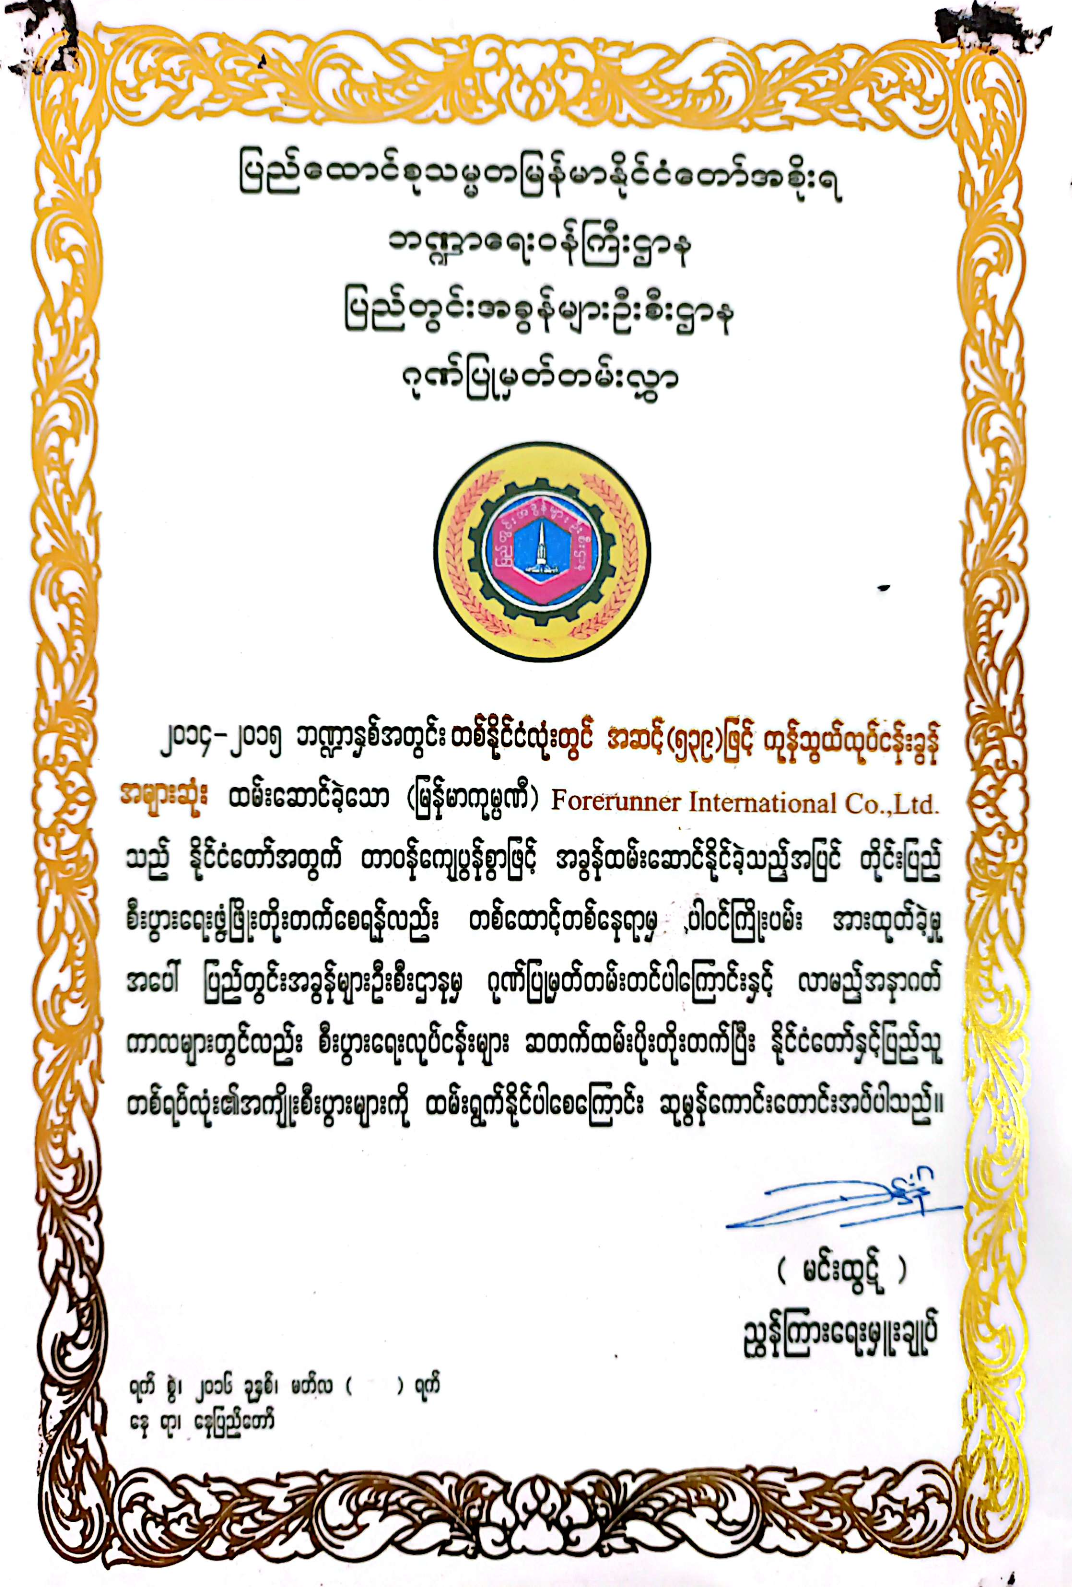 ပြည်ထောင်စုသမ္မတမြန်မာနိုင်ငံတော်အစိုးရ
ဘဏ္ဍာရေးဝန်ကြီးဌာန
ပြည်တွင်းအခွန်များဦးစီးဌာန
ဂုဏ်ပြုမှတ်တမ်းလွှာ
ပြည်တွင်းအခွန်များဦးစီးဌာန
၂၀၁၄-၂၀၁၅ ဘဏ္ဍာနှစ်အတွင်း တစ်နိုင်ငံလုံးတွင် အဆင့်(၅၃၉)ဖြင့် ကုန်သွယ်လုပ်ငန်းခွန်
အများဆုံး ထမ်းဆောင်ခဲ့သော (မြန်မာကုမ္ပဏီ) Forerunner International Co.,Ltd.
သည် နိုင်ငံတော်အတွက် တာဝန်ကျေပွန်စွာဖြင့် အခွန်ထမ်းဆောင်နိုင်ခဲ့သည့်အပြင် တိုင်းပြည်
စီးပွားရေးဖွံ့ဖြိုးတိုးတက်စေရန်လည်း တစ်ထောင့်တစ်နေရာမှ ပါဝင်ကြိုးပမ်း အားထုတ်ခဲ့မှု
အပေါ် ပြည်တွင်းအခွန်များဦးစီးဌာနမှ ဂုဏ်ပြုမှတ်တမ်းတင်ပါကြောင်းနှင့် လာမည့်အနာဂတ်
ကာလများတွင်လည်း စီးပွားရေးလုပ်ငန်းများ ဆတက်ထမ်းပိုးတိုးတက်ပြီး နိုင်ငံတော်နှင့်ပြည်သူ
တစ်ရပ်လုံး၏အကျိုးစီးပွားများကို ထမ်းရွက်နိုင်ပါစေကြောင်း ဆုမွန်ကောင်းတောင်းအပ်ပါသည်။
( မင်းထွဋ် )
ညွှန်ကြားရေးမှူးချုပ်
ရက် စွဲ၊ ၂၀၁၆ ခုနှစ်၊ မတ်လ ( ) ရက်
နေ ရာ၊ နေပြည်တော်